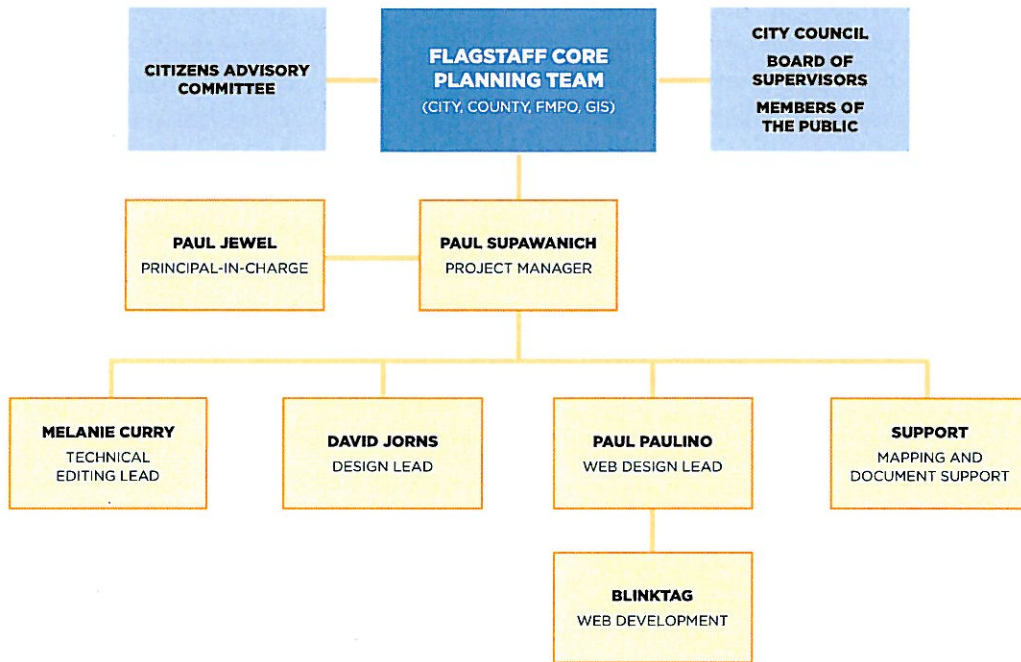 CITIZENS ADVISORY
COMMITTEE
FLAGSTAFF CORE
PLANNING TEAM
(CITY, COUNTY, FMPO, GIS)
CITY COUNCIL
BOARD OF
SUPERVISORS
MEMBERS OF
THE PUBLIC
PAUL JEWEL
PRINCIPAL-IN-CHARGE
PAUL SUPAWANICH
PROJECT MANAGER
MELANIE CURRY
TECHNICAL
EDITING LEAD
DAVID JORNS
DESIGN LEAD
PAUL PAULINO
WEB DESIGN LEAD
SUPPORT
MAPPING AND
DOCUMENT SUPPORT
BLINKTAG
WEB DEVELOPMENT